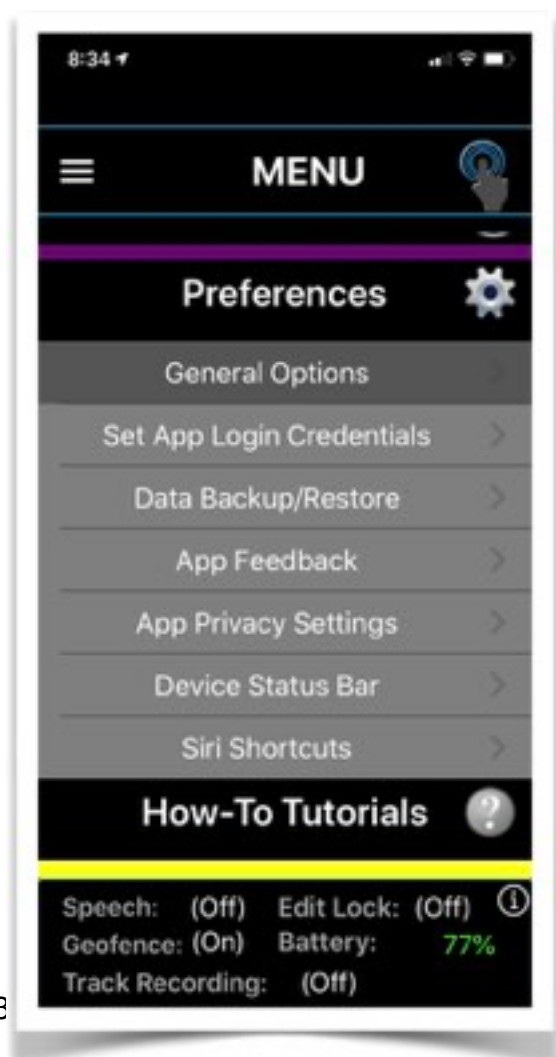 8:34
MENU
Preferences
General Options
Set App Login Credentials
Data Backup/Restore
App Feedback
App Privacy Settings
Device Status Bar
Siri Shortcuts
How-To Tutorials
Speech: (Off) Edit Lock: (Off)
Geofence: (On) Battery: 77%
Track Recording: (Off)